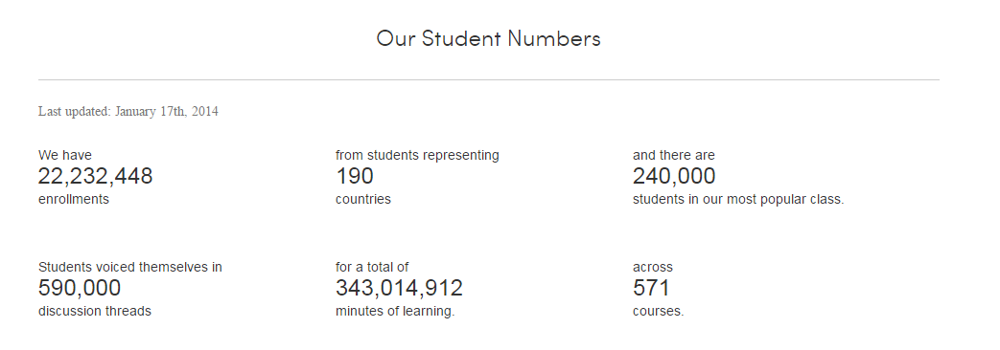 Our Student Numbers
Last updated: January 17th, 2014
We have
22,232,448
enrollments
from students representing
190
countries
and there are
240,000
students in our most popular class.
Students voiced themselves in
590,000
discussion threads
for a total of
343,014,912
minutes of learning.
across
571
courses.